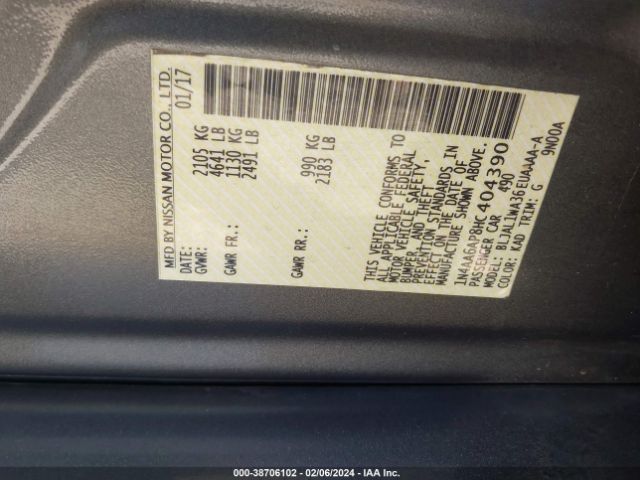 MFD BY NISSAN MOTOR CO., LTD.
DATE: 01/17
GVWR: 2105 KG
4641 LB
GAWR FR.: 1130 KG
2491 LB
GAWR RR.: 990 KG
2183 LB
THIS VEHICLE CONFORMS TO
ALL APPLICABLE FEDERAL
MOTOR VEHICLE SAFETY,
BUMPER, AND THEFT
PREVENTION STANDARDS IN
EFFECT ON THE DATE OF
MANUFACTURE SHOWN ABOVE.
1N4AA6AP8HC404390
PASSENGER CAR 490
MODEL: BLJALLWA36EUAAAA-A
COLOR: KAD TRIM: G 9N00A
000-38706102 - 02/06/2024 - IAA Inc.